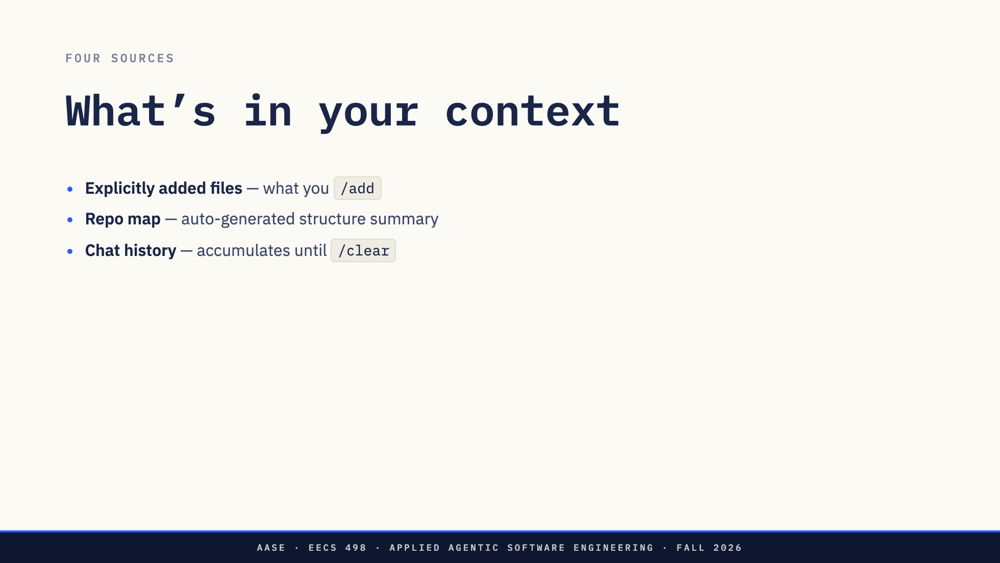 FOUR SOURCES
What’s in your context
• Explicitly added files — what you /add
• Repo map — auto-generated structure summary
• Chat history — accumulates until /clear
AASE · EECS 498 · APPLIED AGENTIC SOFTWARE ENGINEERING · FALL 2026